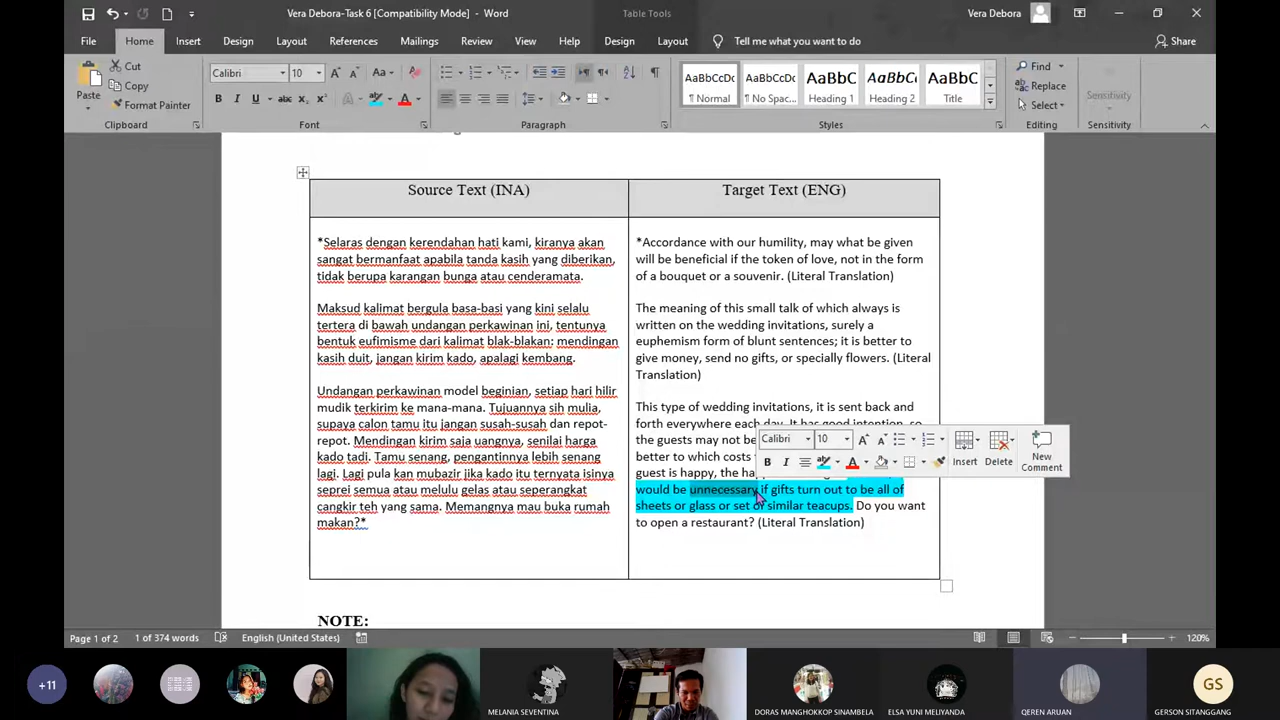 Vera Debora-Task 6 [Compatibility Mode] - Word
Table Tools
Vera Debora
File Home Insert Design Layout References Mailings Review View Help Design Layout Tell me what you want to do Share
Paste
Cut
Copy
Format Painter
Clipboard
Calibri 10
Font
Paragraph
AaBbCcDc AaBbCcDc AaBbC AaBbCc AaBbC
¶ Normal ¶ No Spac... Heading 1 Heading 2 Title
Styles
Find
Replace
Select
Editing
Sensitivity
Sensitivity
Source Text (INA)
*Selaras dengan kerendahan hati kami, kiranya akan
sangat bermanfaat apabila tanda kasih yang diberikan,
tidak berupa karangan bunga atau cenderamata.
Maksud kalimat bergula basa-basi yang kini selalu
tertera di bawah undangan perkawinan ini, tentunya
bentuk eufimisme dari kalimat blak-blakan: mendingan
kasih duit, jangan kirim kado, apalagi kembang.
Undangan perkawinan model beginian, setiap hari hilir
mudik terkirim ke mana-mana. Tujuannya sih mulia,
supaya calon tamu itu jangan susah-susah dan repot-
repot. Mendingan kirim saja uangnya, senilai harga
kado tadi. Tamu senang, pengantinnya lebih senang
lagi. Lagi pula kan mubazir jika kado itu ternyata isinya
seprei semua atau melulu gelas atau seperangkat
cangkir teh yang sama. Memangnya mau buka rumah
makan?*
Target Text (ENG)
*Accordance with our humility, may what be given
will be beneficial if the token of love, not in the form
of a bouquet or a souvenir. (Literal Translation)
The meaning of this small talk of which always is
written on the wedding invitations, surely a
euphemism form of blunt sentences; it is better to
give money, send no gifts, or specially flowers. (Literal
Translation)
This type of wedding invitations, it is sent back and
forth everywhere each day. It has good intention, so
the guests may not be
better to which costs
guest is happy, the
would be unnecessary if gifts turn out to be all of
sheets or glass or set of similar teacups. Do you want
to open a restaurant? (Literal Translation)
Calibri 10
Insert Delete New
Comment
NOTE:
Page 1 of 2 1 of 374 words English (United States) 120%
+11
MELANIA SEVENTINA
DORAS MANGHOKKOP SINAMBELA
ELSA YUNI MELIYANDA
QEREN ARUAN
GS
GERSON SITANGGANG